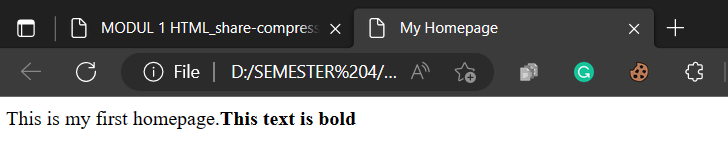 MODUL 1 HTML_share-compress
My Homepage
File
D:/SEMESTER%204/...
This is my first homepage.This text is bold